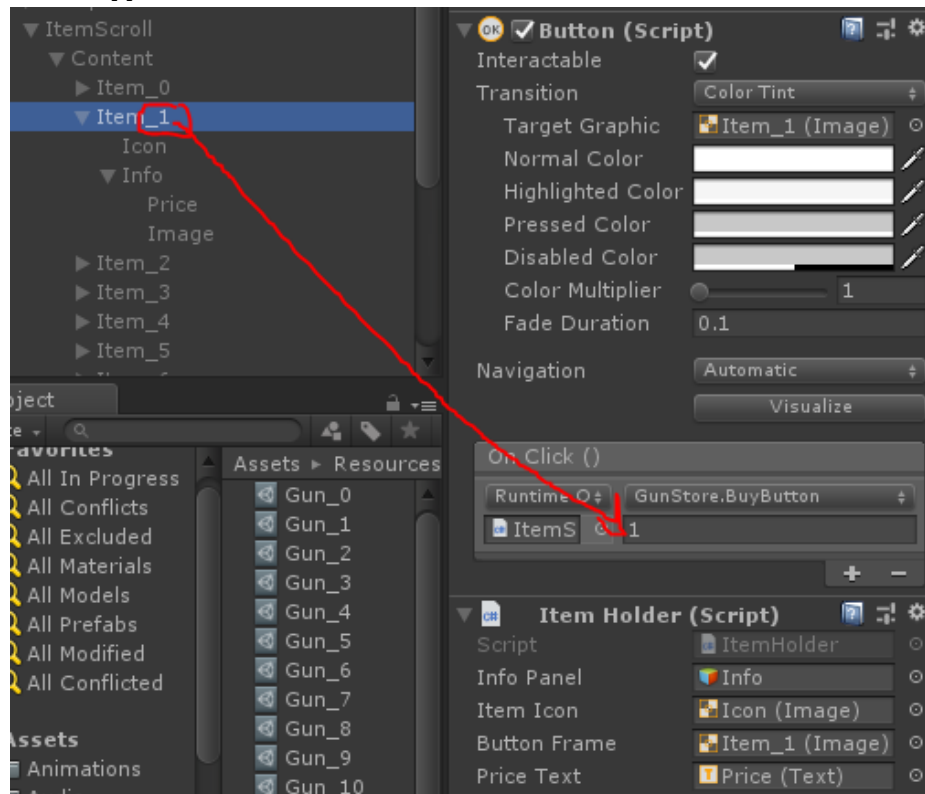 ItemScroll
Content
Item_0
Item_1
Icon
Info
Price
Image
Item_2
Item_3
Item_4
Item_5
oject
te
avorites
All In Progress
All Conflicts
All Excluded
All Materials
All Models
All Prefabs
All Modified
All Conflicted
Assets
Animations
Assets ▸ Resources
Gun_0
Gun_1
Gun_2
Gun_3
Gun_4
Gun_5
Gun_6
Gun_7
Gun_8
Gun_9
Gun_10
OK Button (Script)
Interactable
Transition Color Tint
Target Graphic Item_1 (Image)
Normal Color
Highlighted Color
Pressed Color
Disabled Color
Color Multiplier 1
Fade Duration 0.1
Navigation Automatic
Visualize
On Click ()
Runtime O GunStore.BuyButton
ItemS 1
+ −
C# Item Holder (Script)
Script ItemHolder
Info Panel Info
Item Icon Icon (Image)
Button Frame Item_1 (Image)
Price Text T Price (Text)